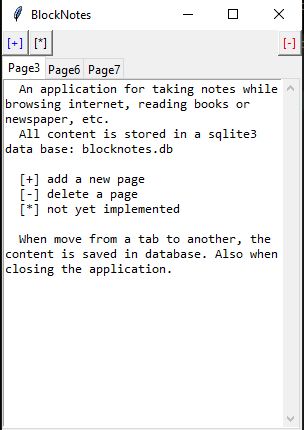 BlockNotes
[+] [*] [-]
Page3 Page6 Page7
An application for taking notes while
browsing internet, reading books or
newspaper, etc.
All content is stored in a sqlite3
data base: blocknotes.db
[+] add a new page
[-] delete a page
[*] not yet implemented
When move from a tab to another, the
content is saved in database. Also when
closing the application.